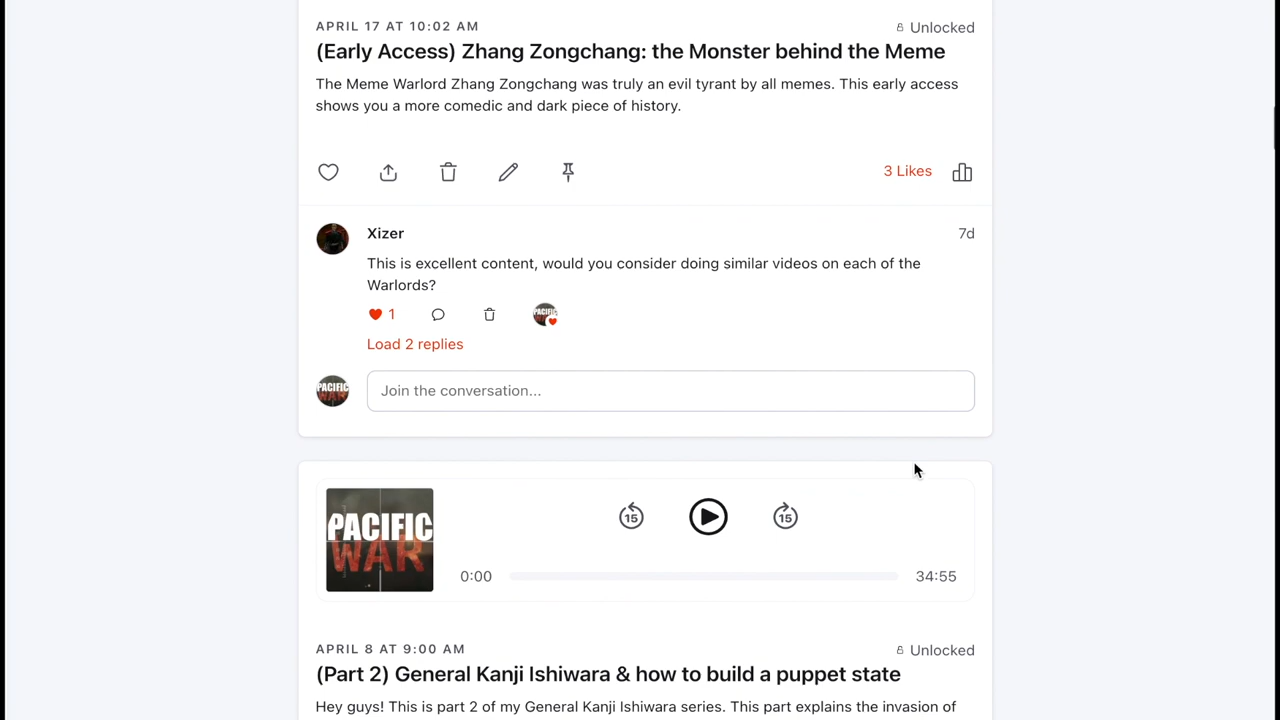 APRIL 17 AT 10:02 AM
Unlocked
(Early Access) Zhang Zongchang: the Monster behind the Meme
The Meme Warlord Zhang Zongchang was truly an evil tyrant by all memes. This early access
shows you a more comedic and dark piece of history.
3 Likes
Xizer
7d
This is excellent content, would you consider doing similar videos on each of the
Warlords?
1
Load 2 replies
Join the conversation...
PACIFIC
WAR
15
15
0:00
34:55
APRIL 8 AT 9:00 AM
Unlocked
(Part 2) General Kanji Ishiwara & how to build a puppet state
Hey guys! This is part 2 of my General Kanji Ishiwara series. This part explains the invasion of